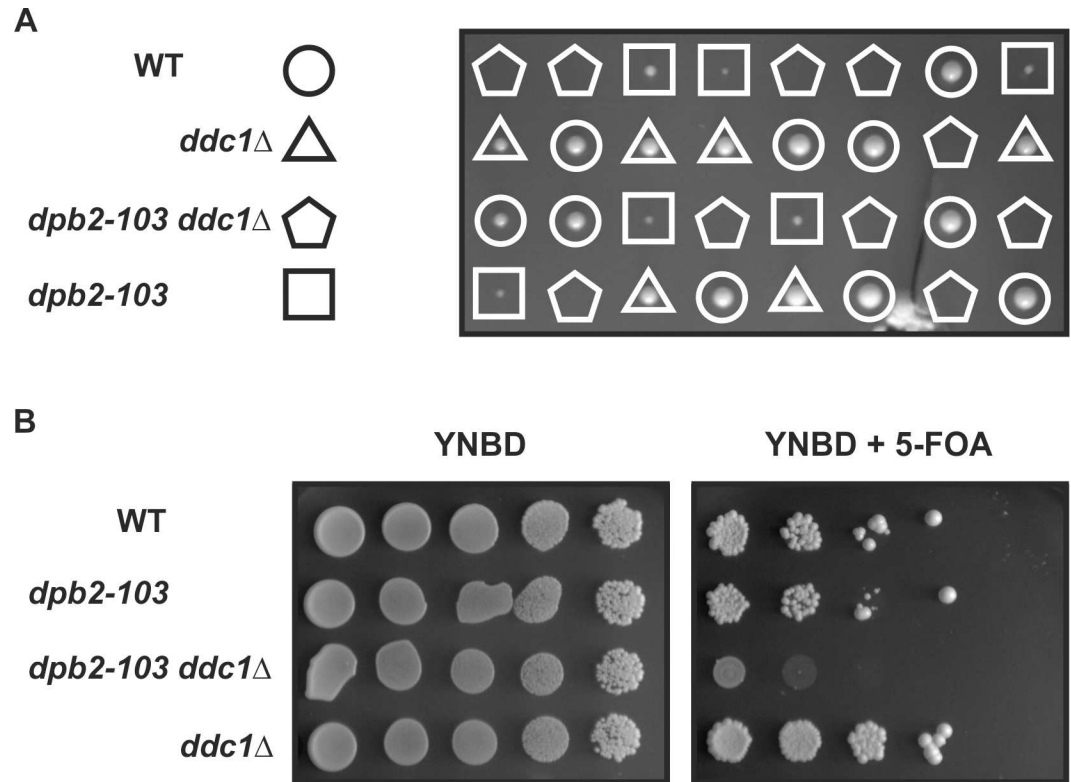 A
WT
ddc1Δ
dpb2-103 ddc1Δ
dpb2-103
B
YNBD
YNBD + 5-FOA
WT
dpb2-103
dpb2-103 ddc1Δ
ddc1Δ